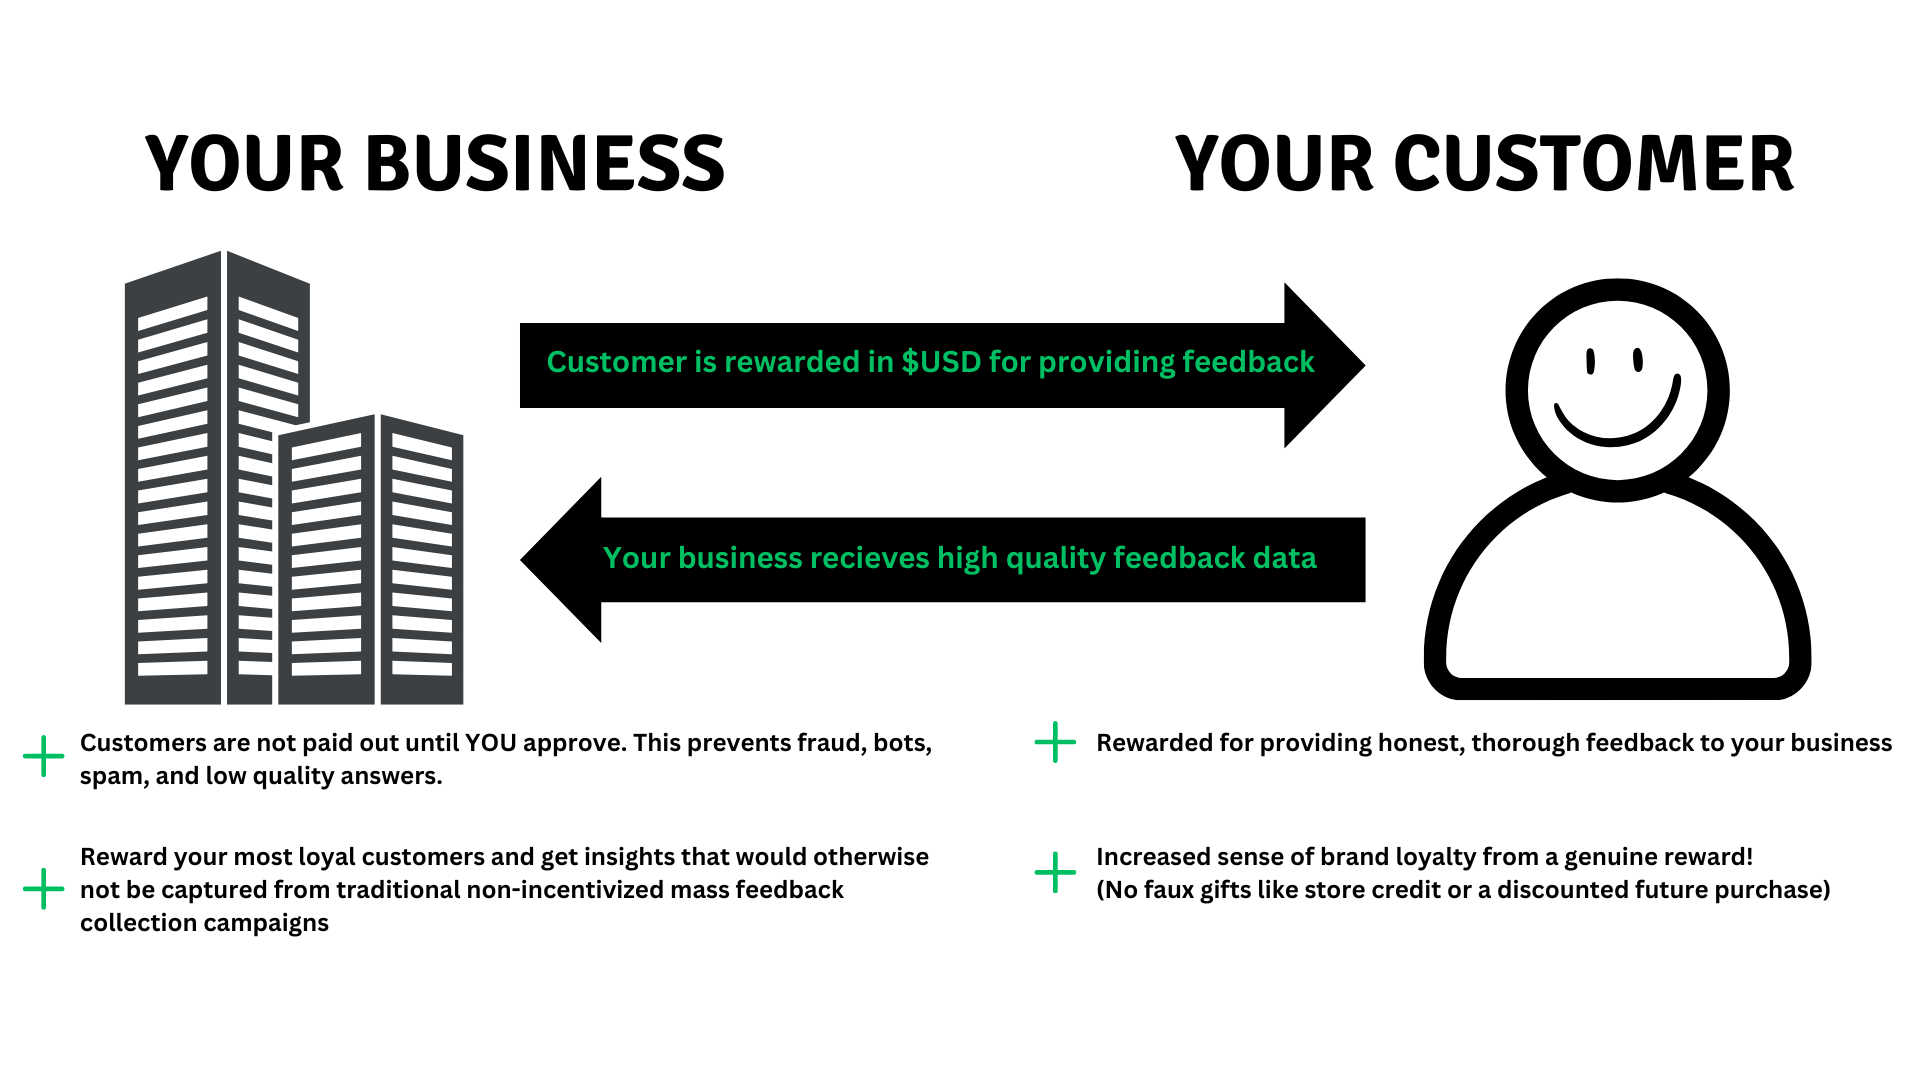 YOUR BUSINESS
YOUR CUSTOMER
Customer is rewarded in $USD for providing feedback
Your business recieves high quality feedback data
Customers are not paid out until YOU approve. This prevents fraud, bots,
spam, and low quality answers.
Reward your most loyal customers and get insights that would otherwise
not be captured from traditional non-incentivized mass feedback
collection campaigns
Rewarded for providing honest, thorough feedback to your business
Increased sense of brand loyalty from a genuine reward!
(No faux gifts like store credit or a discounted future purchase)